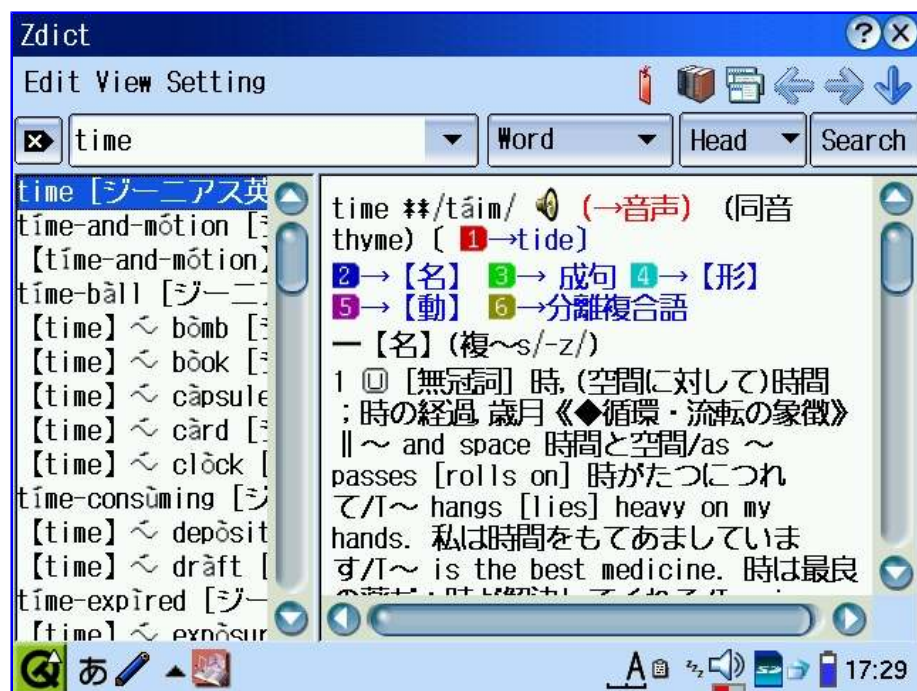 Zdict
Edit View Setting
time Word Head Search
time [ジーニアス英
tíme-and-mótion [
【tíme-and-mótion】
tíme-bàll [ジーニ
【time】 ～ bòmb [
【time】 ～ bòok [
【time】 ～ càpsule
【time】 ～ càrd [
【time】 ～ clòck [
tíme-consùming [ジ
【time】 ～ depòsit
【time】 ～ dràft [
tíme-expìred [ジー
【time】 ～ expòsur
time **/táim/ (→音声) (同音
thyme) 〔 1→tide〕
2→【名】 3→ 成句 4→【形】
5→【動】 6→分離複合語
━【名】(複～s/-z/)
1 U [無冠詞] 時, (空間に対して)時間
; 時の経過, 歳月《◆循環・流転の象徴》
‖～ and space 時間と空間/as ～
passes [rolls on] 時がたつにつれ
て/T～ hangs [lies] heavy on my
hands. 私は時間をもてあましていま
す/T～ is the best medicine. 時は最良
あ A zzz SD 17:29